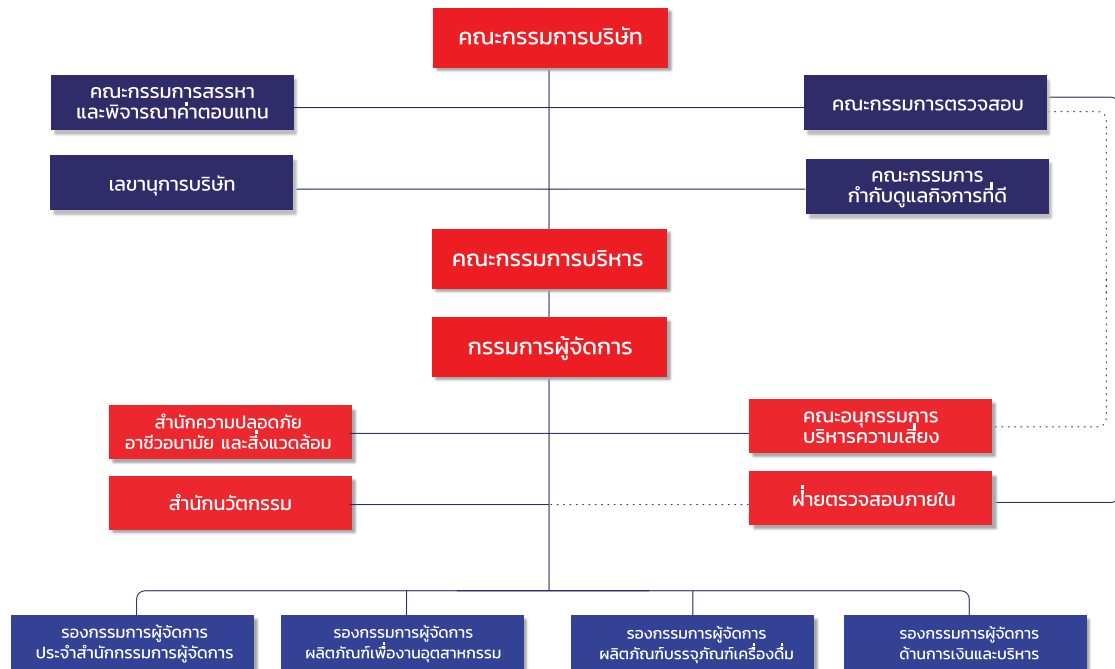 คณะกรรมการบริษัท
คณะกรรมการสรรหา
และพิจารณาค่าตอบแทน
คณะกรรมการตรวจสอบ
เลขานุการบริษัท
คณะกรรมการ
กำกับดูแลกิจการที่ดี
คณะกรรมการบริหาร
กรรมการผู้จัดการ
สำนักความปลอดภัย
อาชีวอนามัย และสิ่งแวดล้อม
คณะอนุกรรมการ
บริหารความเสี่ยง
สำนักนวัตกรรม
ฝ่ายตรวจสอบภายใน
รองกรรมการผู้จัดการ
ประจำสำนักกรรมการผู้จัดการ
รองกรรมการผู้จัดการ
ผลิตภัณฑ์เพื่องานอุตสาหกรรม
รองกรรมการผู้จัดการ
ผลิตภัณฑ์บรรจุภัณฑ์เครื่องดื่ม
รองกรรมการผู้จัดการ
ด้านการเงินและบริหาร